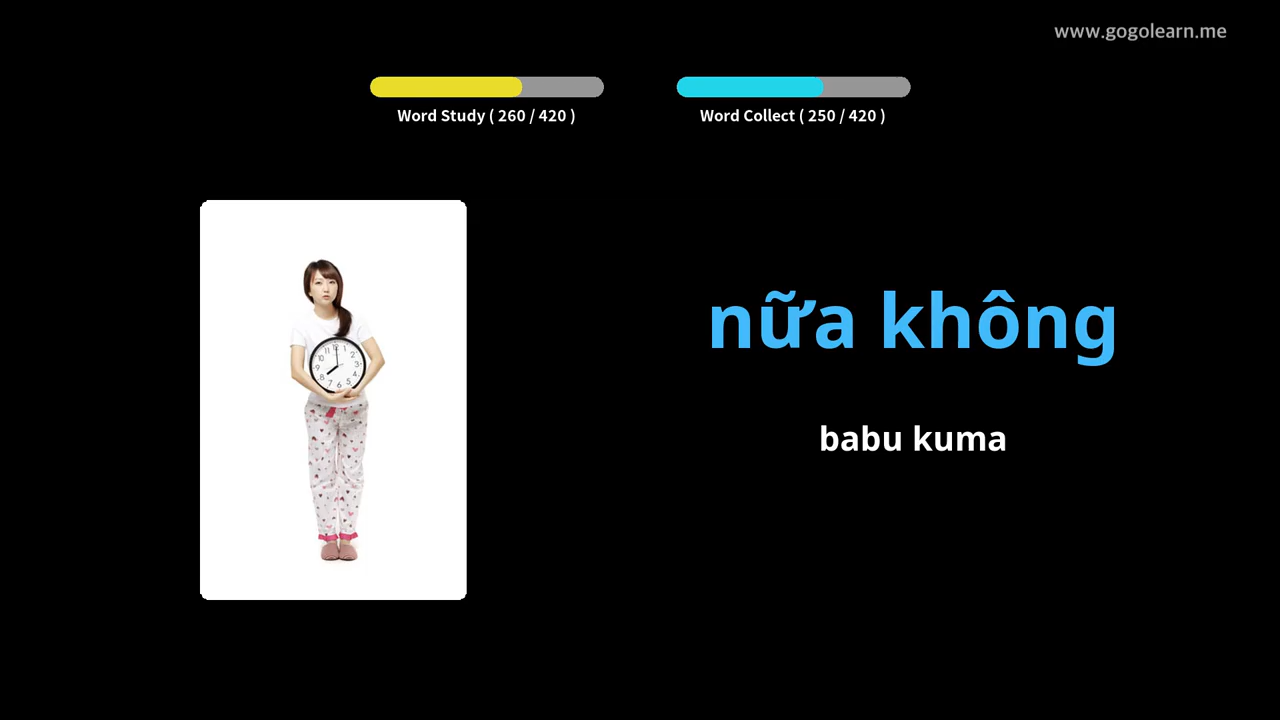 www.gogolearn.me
Word Study ( 260 / 420 )
Word Collect ( 250 / 420 )
nữa không
babu kuma